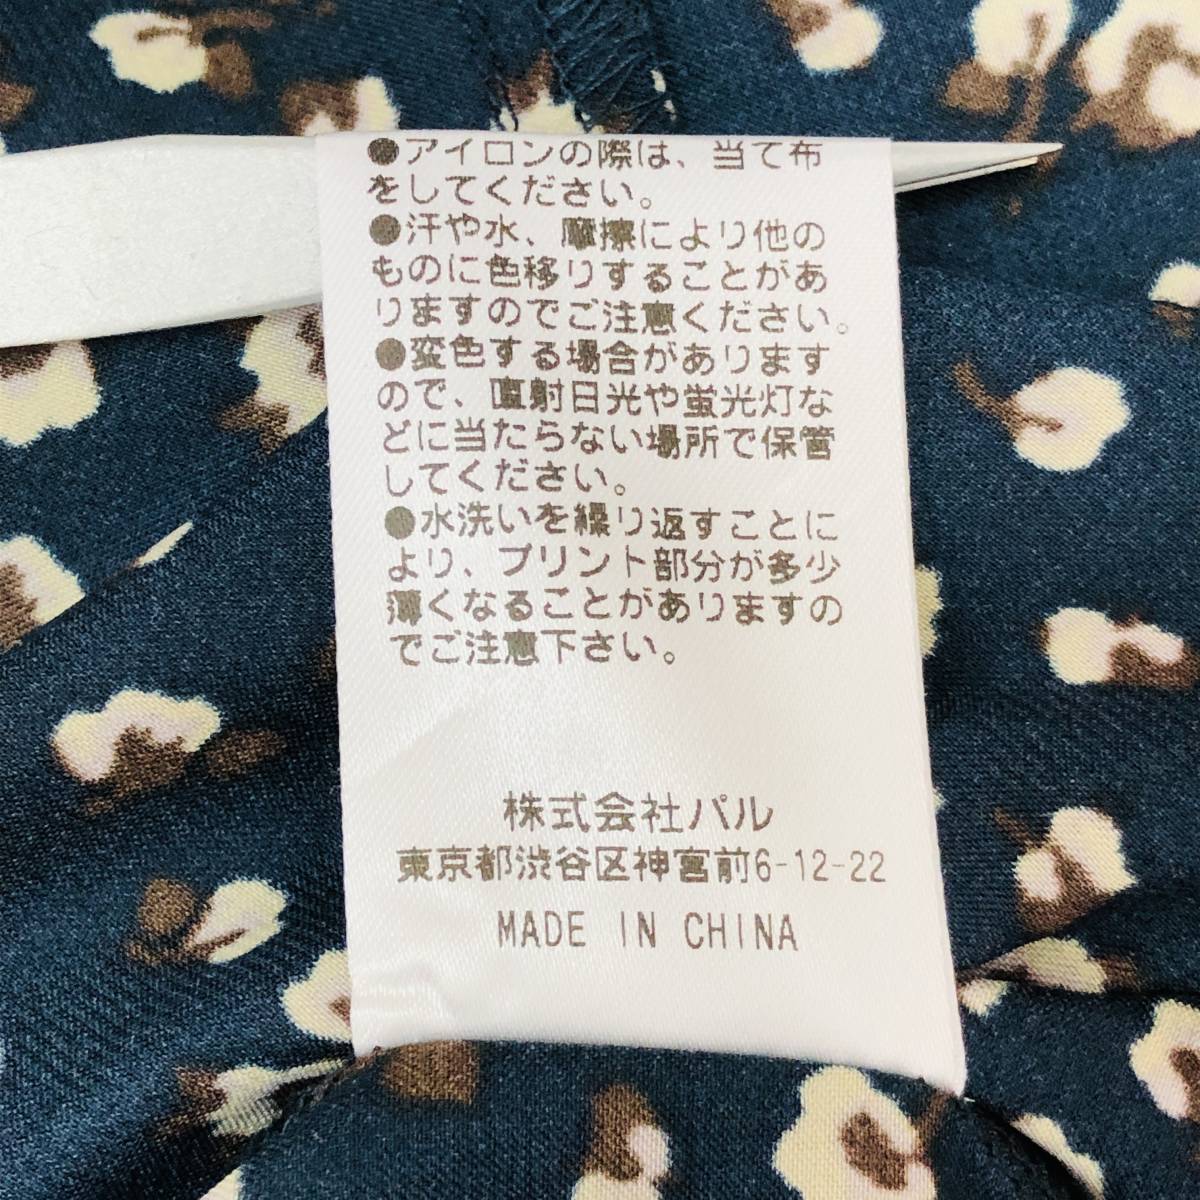 ●アイロンの際は、当て布
をしてください。
●汗や水、摩擦により他の
ものに色移りすることがあ
りますのでご注意ください。
●変色する場合があります
ので、直射日光や蛍光灯な
どに当たらない場所で保管
してください。
●水洗いを繰り返すことに
より、プリント部分が多少
薄くなることがありますの
でご注意下さい。
株式会社パル
東京都渋谷区神宮前6-12-22
MADE IN CHINA